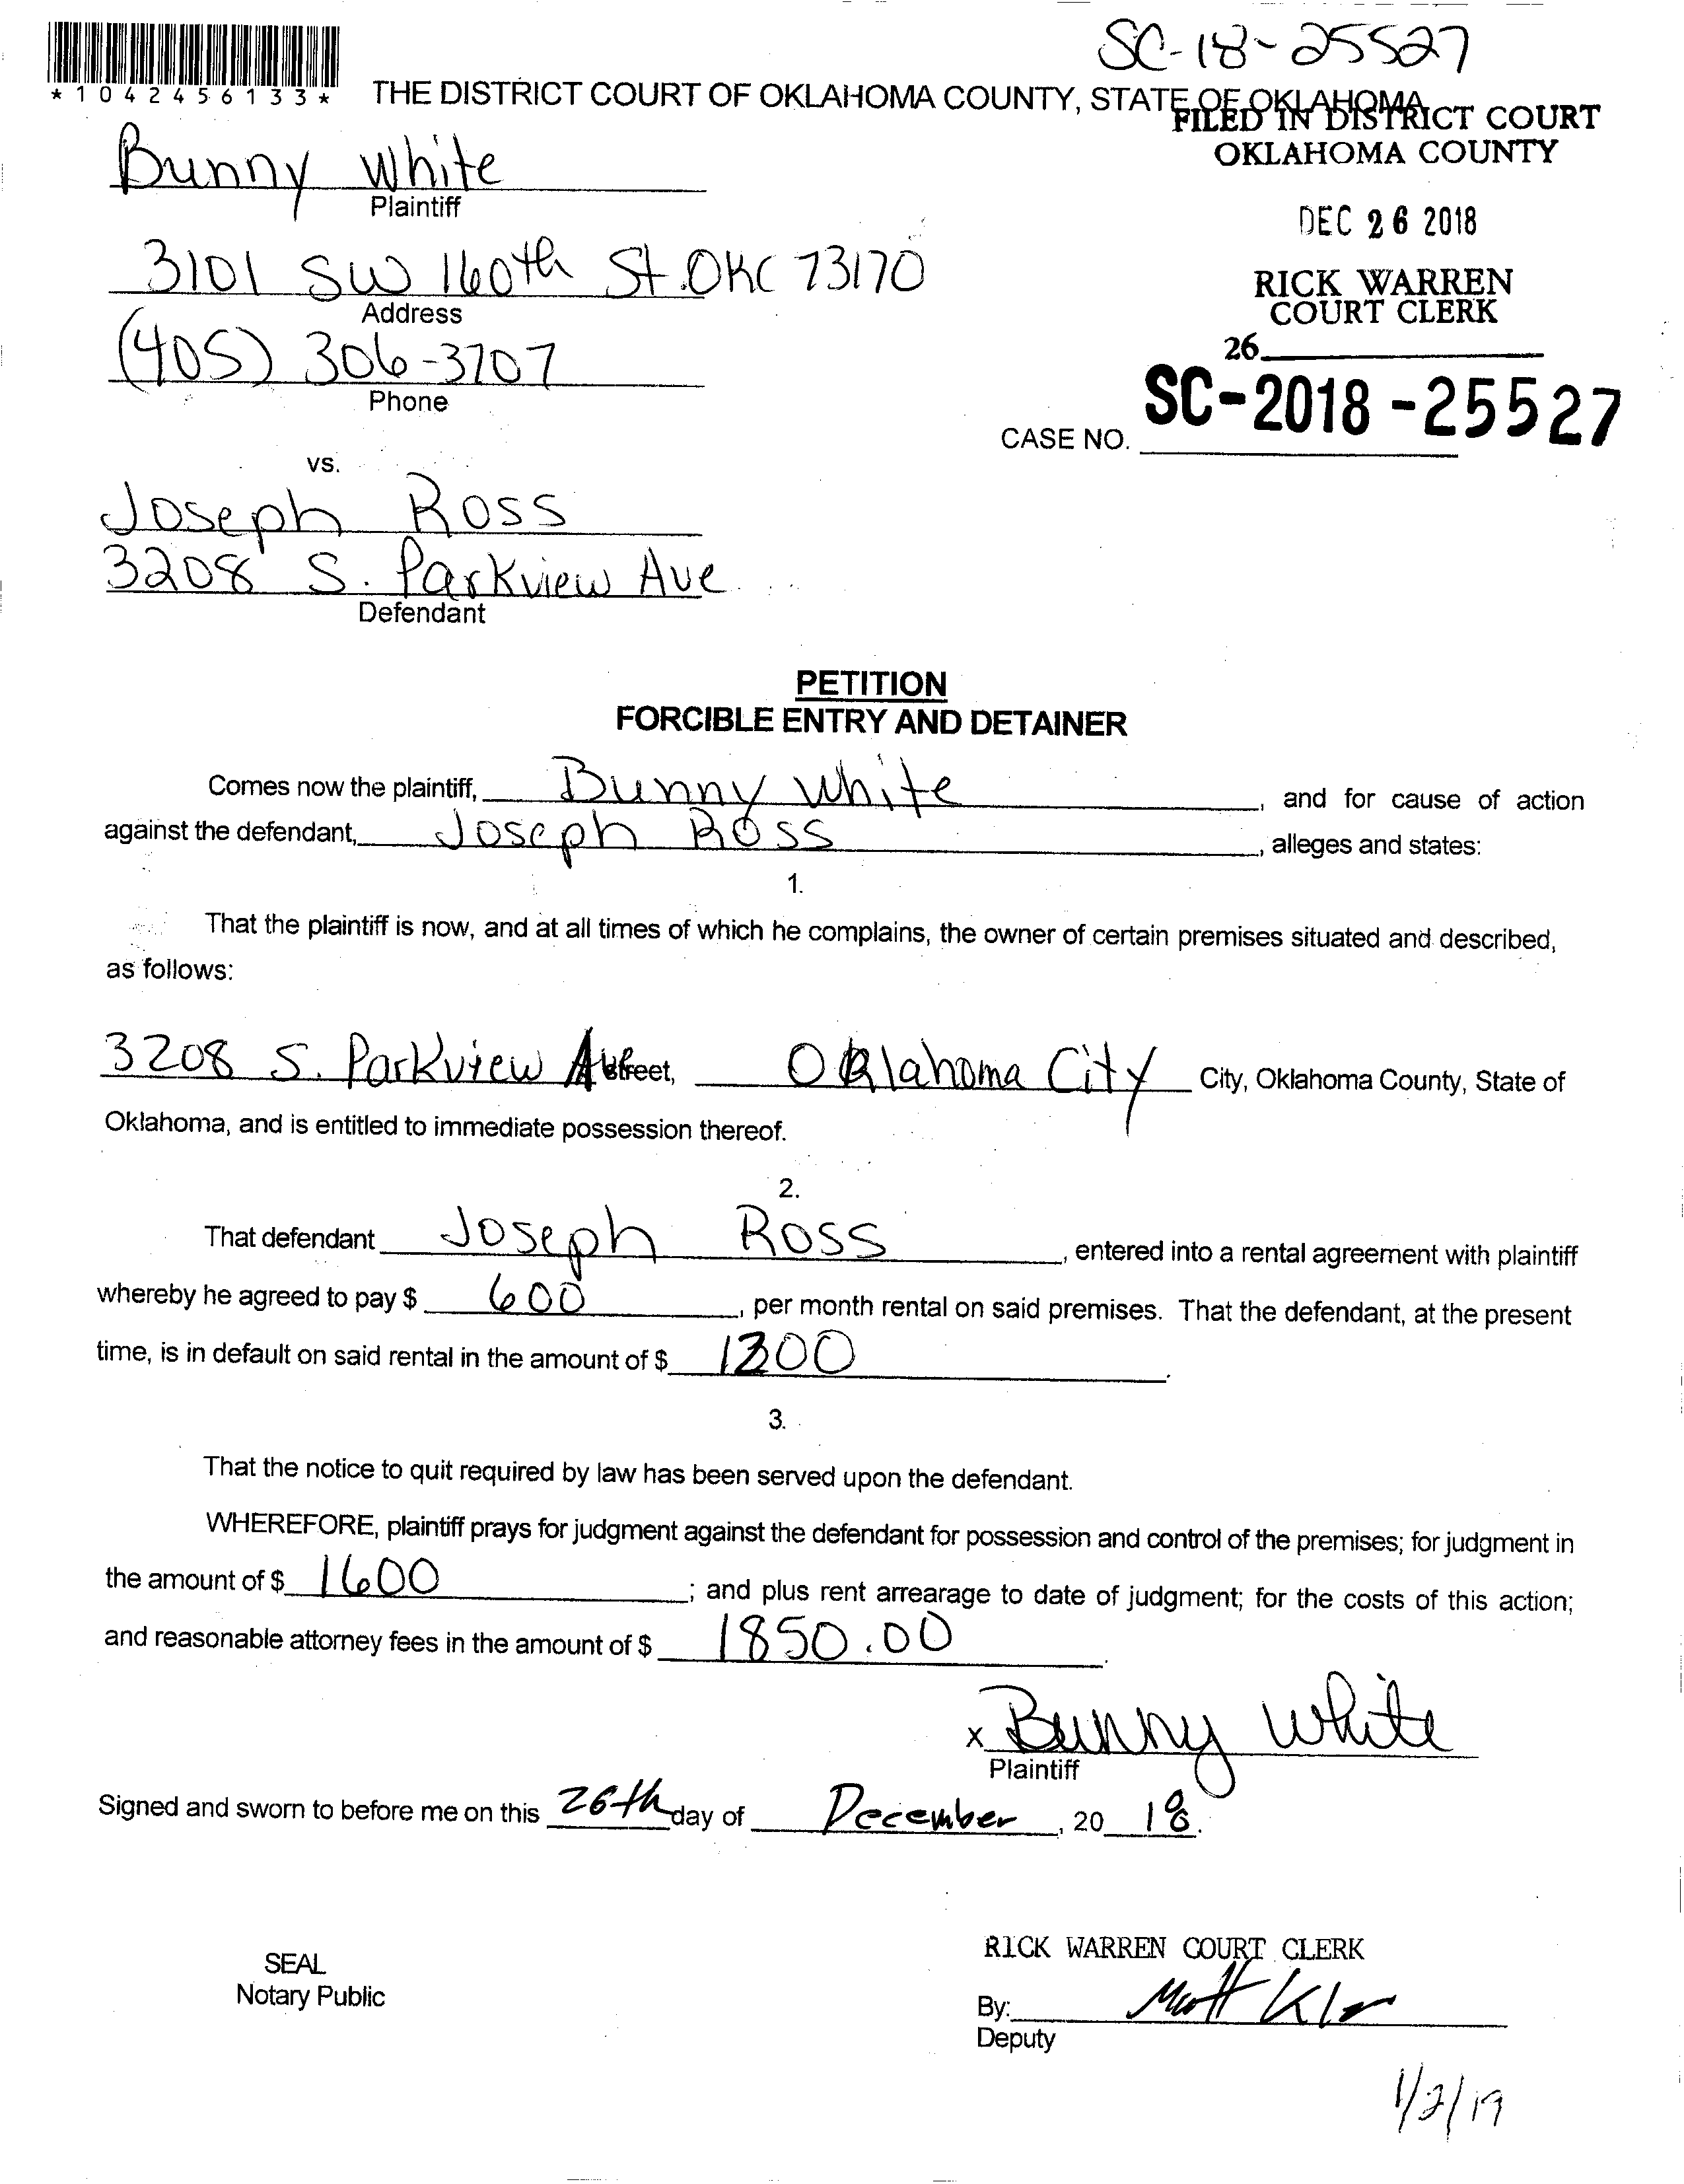 SC-18-25527
*1042456133*
THE DISTRICT COURT OF OKLAHOMA COUNTY, STATE OF OKLAHOMA
FILED IN DISTRICT COURT
OKLAHOMA COUNTY
Bunny White
Plaintiff
DEC 26 2018
3101 SW 160th St. OKC 73170
Address
RICK WARREN
COURT CLERK
(405) 306-3707
Phone
26
CASE NO. SC-2018-25527
vs.
Joseph Ross
3208 S. Parkview Ave
Defendant
PETITION
FORCIBLE ENTRY AND DETAINER
Comes now the plaintiff, Bunny White, and for cause of action
against the defendant, Joseph Ross, alleges and states:
1.
That the plaintiff is now, and at all times of which he complains, the owner of certain premises situated and described,
as follows:
3208 S. Parkview Street, Oklahoma City City, Oklahoma County, State of
Oklahoma, and is entitled to immediate possession thereof.
2.
That defendant Joseph Ross, entered into a rental agreement with plaintiff
whereby he agreed to pay $ 600, per month rental on said premises. That the defendant, at the present
time, is in default on said rental in the amount of $
3.
That the notice to quit required by law has been served upon the defendant.
WHEREFORE, plaintiff prays for judgment against the defendant for possession and control of the premises; for judgment in
the amount of $ 1600; and plus rent arrearage to date of judgment; for the costs of this action;
and reasonable attorney fees in the amount of $ 1850.00.
x Bunny White
Plaintiff
Signed and sworn to before me on this 26th day of December, 2018.
SEAL
Notary Public
RICK WARREN COURT CLERK
By:
Deputy
1/2/19